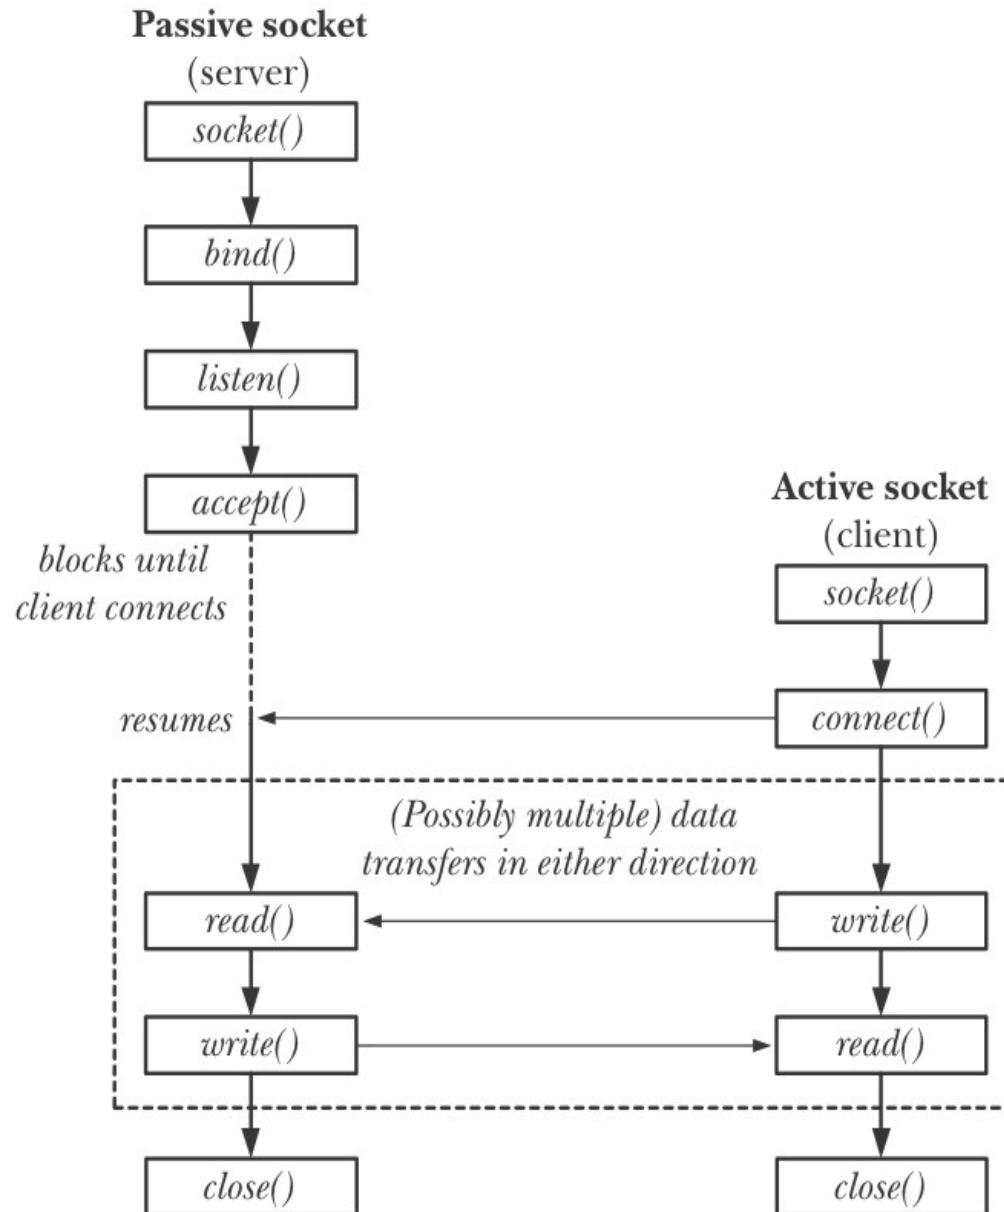 Passive socket
(server)
socket()
bind()
listen()
accept()
blocks until
client connects
Active socket
(client)
socket()
resumes
connect()
(Possibly multiple) data
transfers in either direction
read()
write()
write()
read()
close()
close()